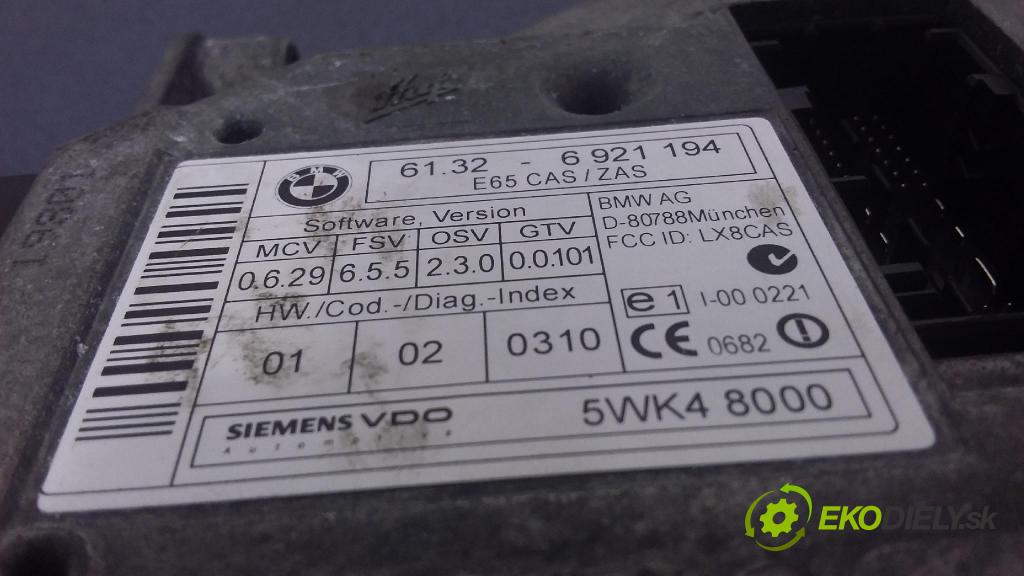 BMW
61.32 - 6 921 194
E65 CAS / ZAS
Software, Version
MCV FSV OSV GTV
0.6.29 6.5.5 2.3.0 0.0.101
HW./Cod.-/Diag.-Index
01 02 0310
BMW AG
D-80788München
FCC ID: LX8CAS
e1 I-00 0221
CE 0682
SIEMENS VDO
Automotive
5WK4 8000
EKODIELY.sk